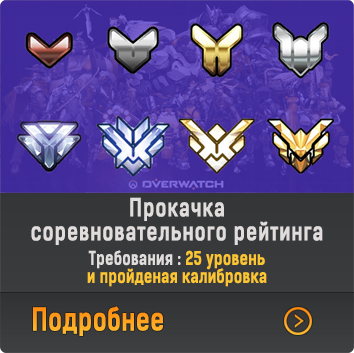 OVERWATCH
Прокачка
соревновательного рейтинга
Требования : 25 уровень
и пройденая калибровка
Подробнее